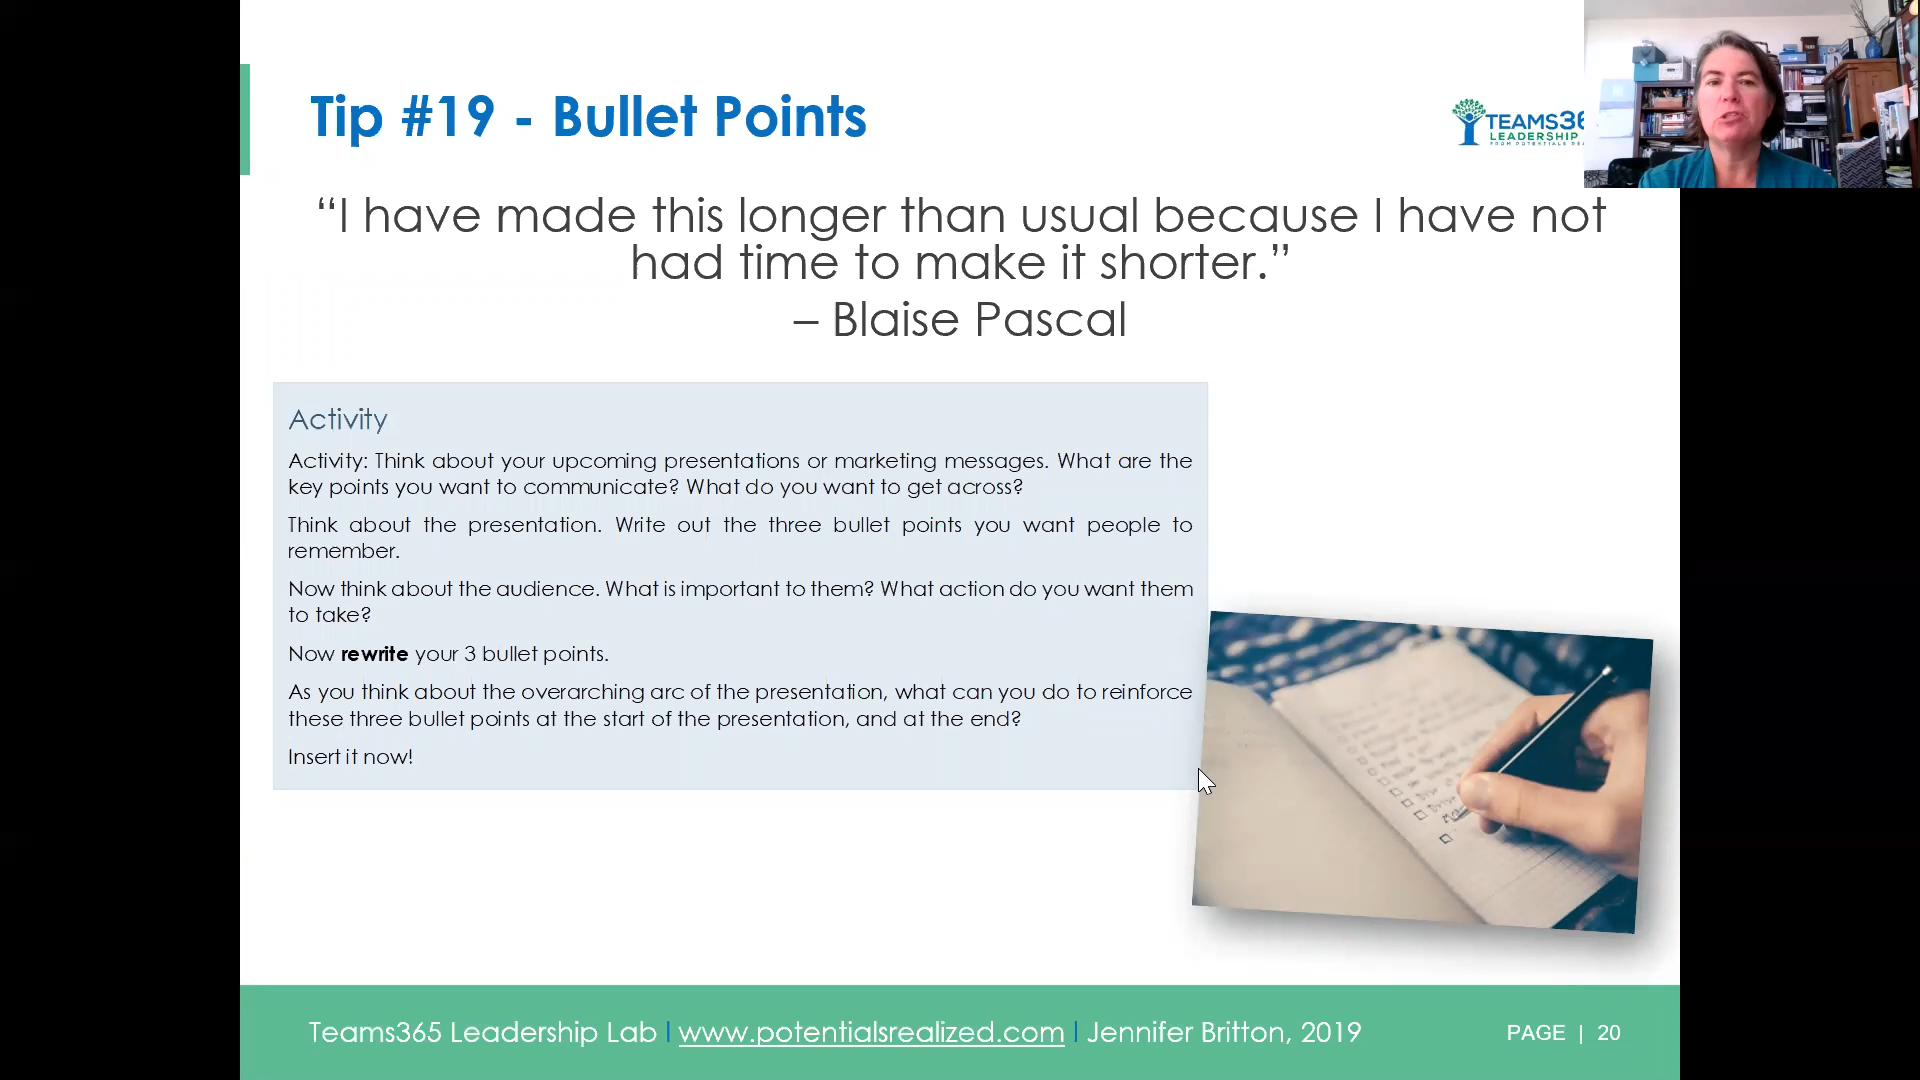 Tip #19 - Bullet Points
TEAMS36
LEADERSHIP
“I have made this longer than usual because I have not
had time to make it shorter.”
– Blaise Pascal
Activity
Activity: Think about your upcoming presentations or marketing messages. What are the
key points you want to communicate? What do you want to get across?
Think about the presentation. Write out the three bullet points you want people to
remember.
Now think about the audience. What is important to them? What action do you want them
to take?
Now rewrite your 3 bullet points.
As you think about the overarching arc of the presentation, what can you do to reinforce
these three bullet points at the start of the presentation, and at the end?
Insert it now!
Teams365 Leadership Lab | www.potentialsrealized.com | Jennifer Britton, 2019
PAGE | 20